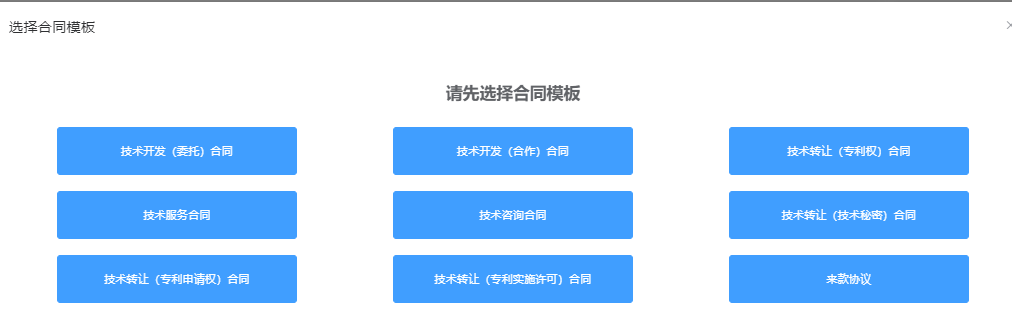 选择合同模板
请先选择合同模板
技术开发（委托）合同
技术开发（合作）合同
技术转让（专利权）合同
技术服务合同
技术咨询合同
技术转让（技术秘密）合同
技术转让（专利申请权）合同
技术转让（专利实施许可）合同
来款协议